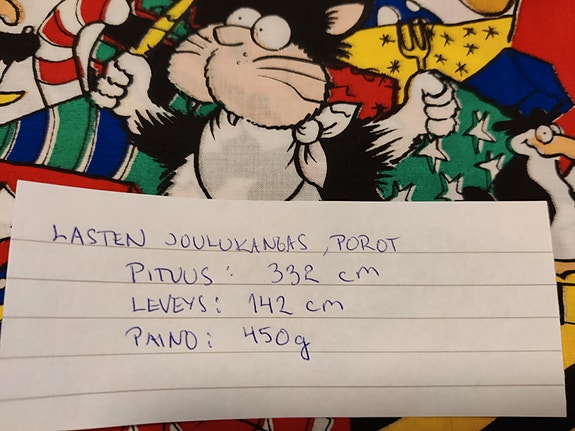 LASTEN JOULUKANGAS, POROT
PITUUS: 332 cm
LEVEYS: 142 cm
PAINO: 450g